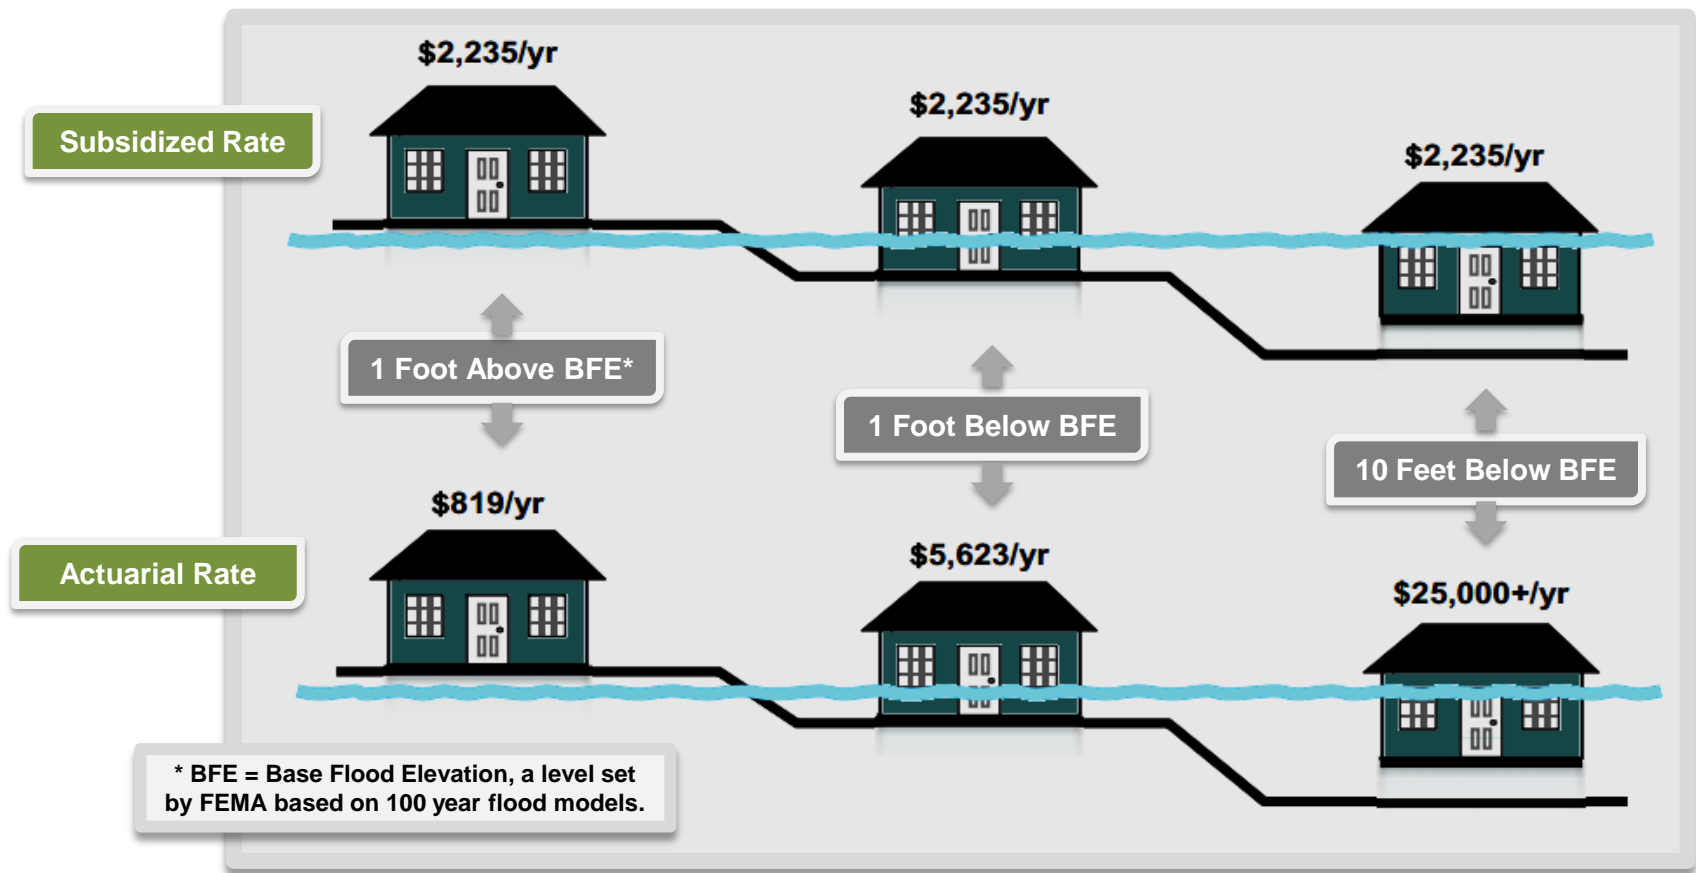 $2,235/yr
$2,235/yr
$2,235/yr
Subsidized Rate
1 Foot Above BFE*
1 Foot Below BFE
10 Feet Below BFE
$819/yr
$5,623/yr
$25,000+/yr
Actuarial Rate
* BFE = Base Flood Elevation, a level set
by FEMA based on 100 year flood models.